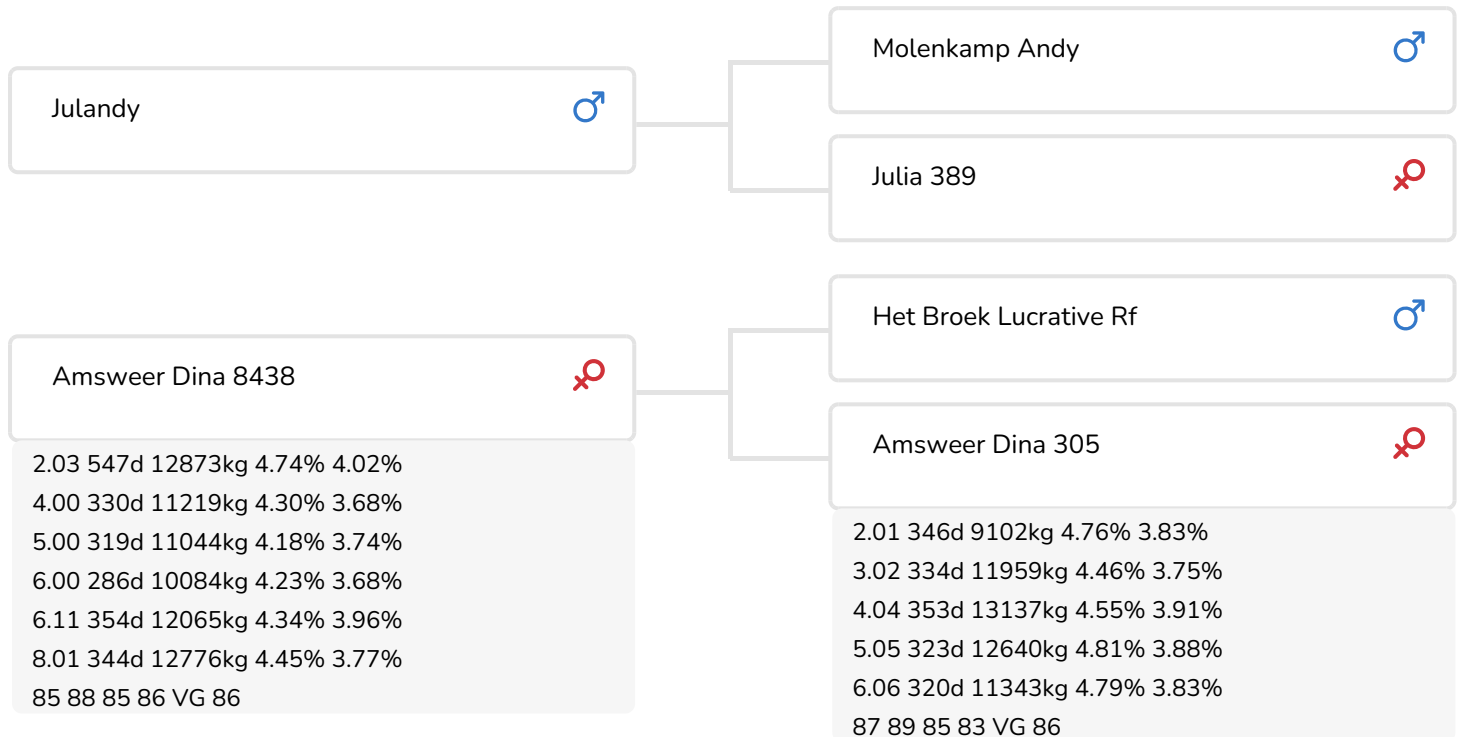 Julandy
Molenkamp Andy
Julia 389
Amsweer Dina 8438
2.03 547d 12873kg 4.74% 4.02%
4.00 330d 11219kg 4.30% 3.68%
5.00 319d 11044kg 4.18% 3.74%
6.00 286d 10084kg 4.23% 3.68%
6.11 354d 12065kg 4.34% 3.96%
8.01 344d 12776kg 4.45% 3.77%
85 88 85 86 VG 86
Het Broek Lucrative Rf
Amsweer Dina 305
2.01 346d 9102kg 4.76% 3.83%
3.02 334d 11959kg 4.46% 3.75%
4.04 353d 13137kg 4.55% 3.91%
5.05 323d 12640kg 4.81% 3.88%
6.06 320d 11343kg 4.79% 3.83%
87 89 85 83 VG 86